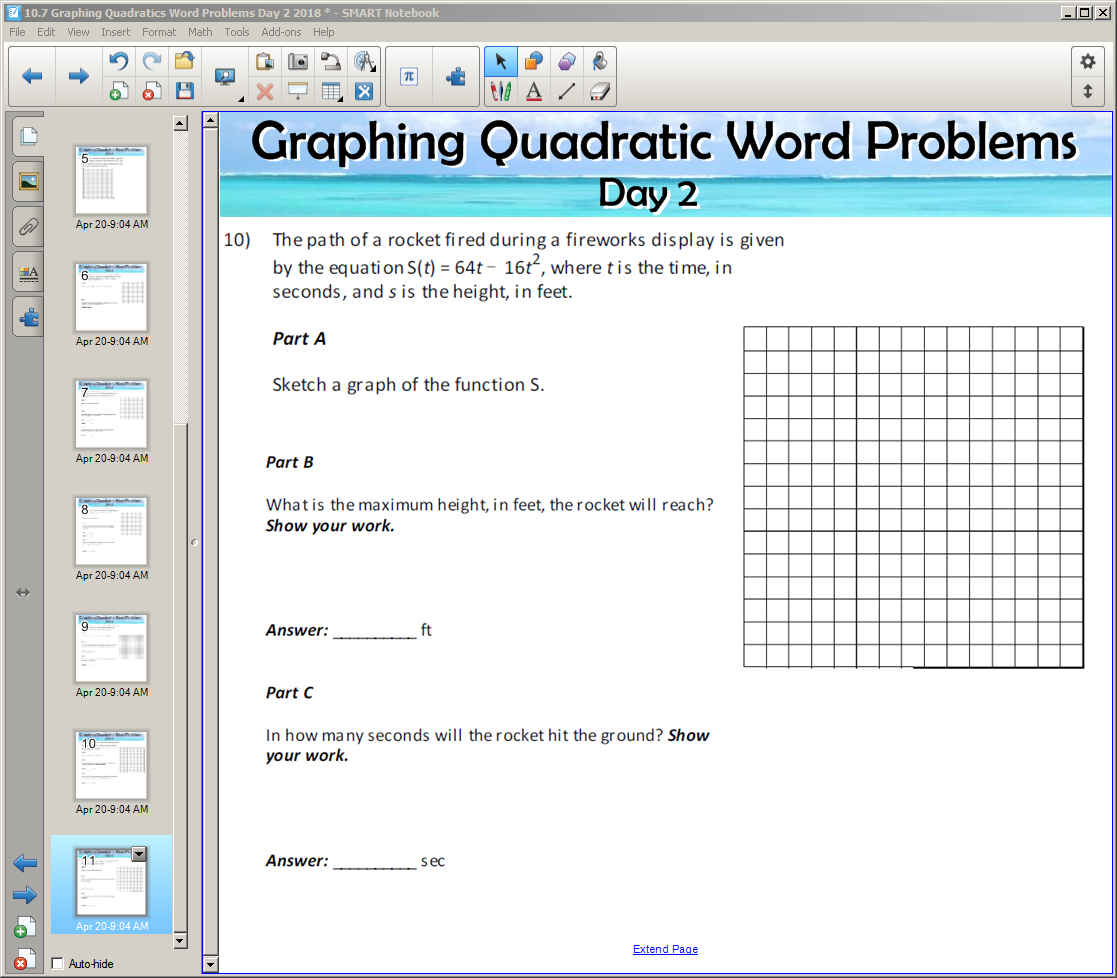 10.7 Graphing Quadratics Word Problems Day 2 2018 * - SMART Notebook
File Edit View Insert Format Math Tools Add-ons Help
π
A
A
5
Apr 20-9:04 AM
6
Apr 20-9:04 AM
7
Apr 20-9:04 AM
8
Apr 20-9:04 AM
9
Apr 20-9:04 AM
10
Apr 20-9:04 AM
11
Apr 20-9:04 AM
Auto-hide
Graphing Quadratic Word Problems
Day 2
10) The path of a rocket fired during a fireworks display is given
by the equation S(t) = 64t − 16t², where t is the time, in
seconds, and s is the height, in feet.
Part A
Sketch a graph of the function S.
Part B
What is the maximum height, in feet, the rocket will reach?
Show your work.
Answer: __________ ft
Part C
In how many seconds will the rocket hit the ground? Show
your work.
Answer: __________ sec
Extend Page